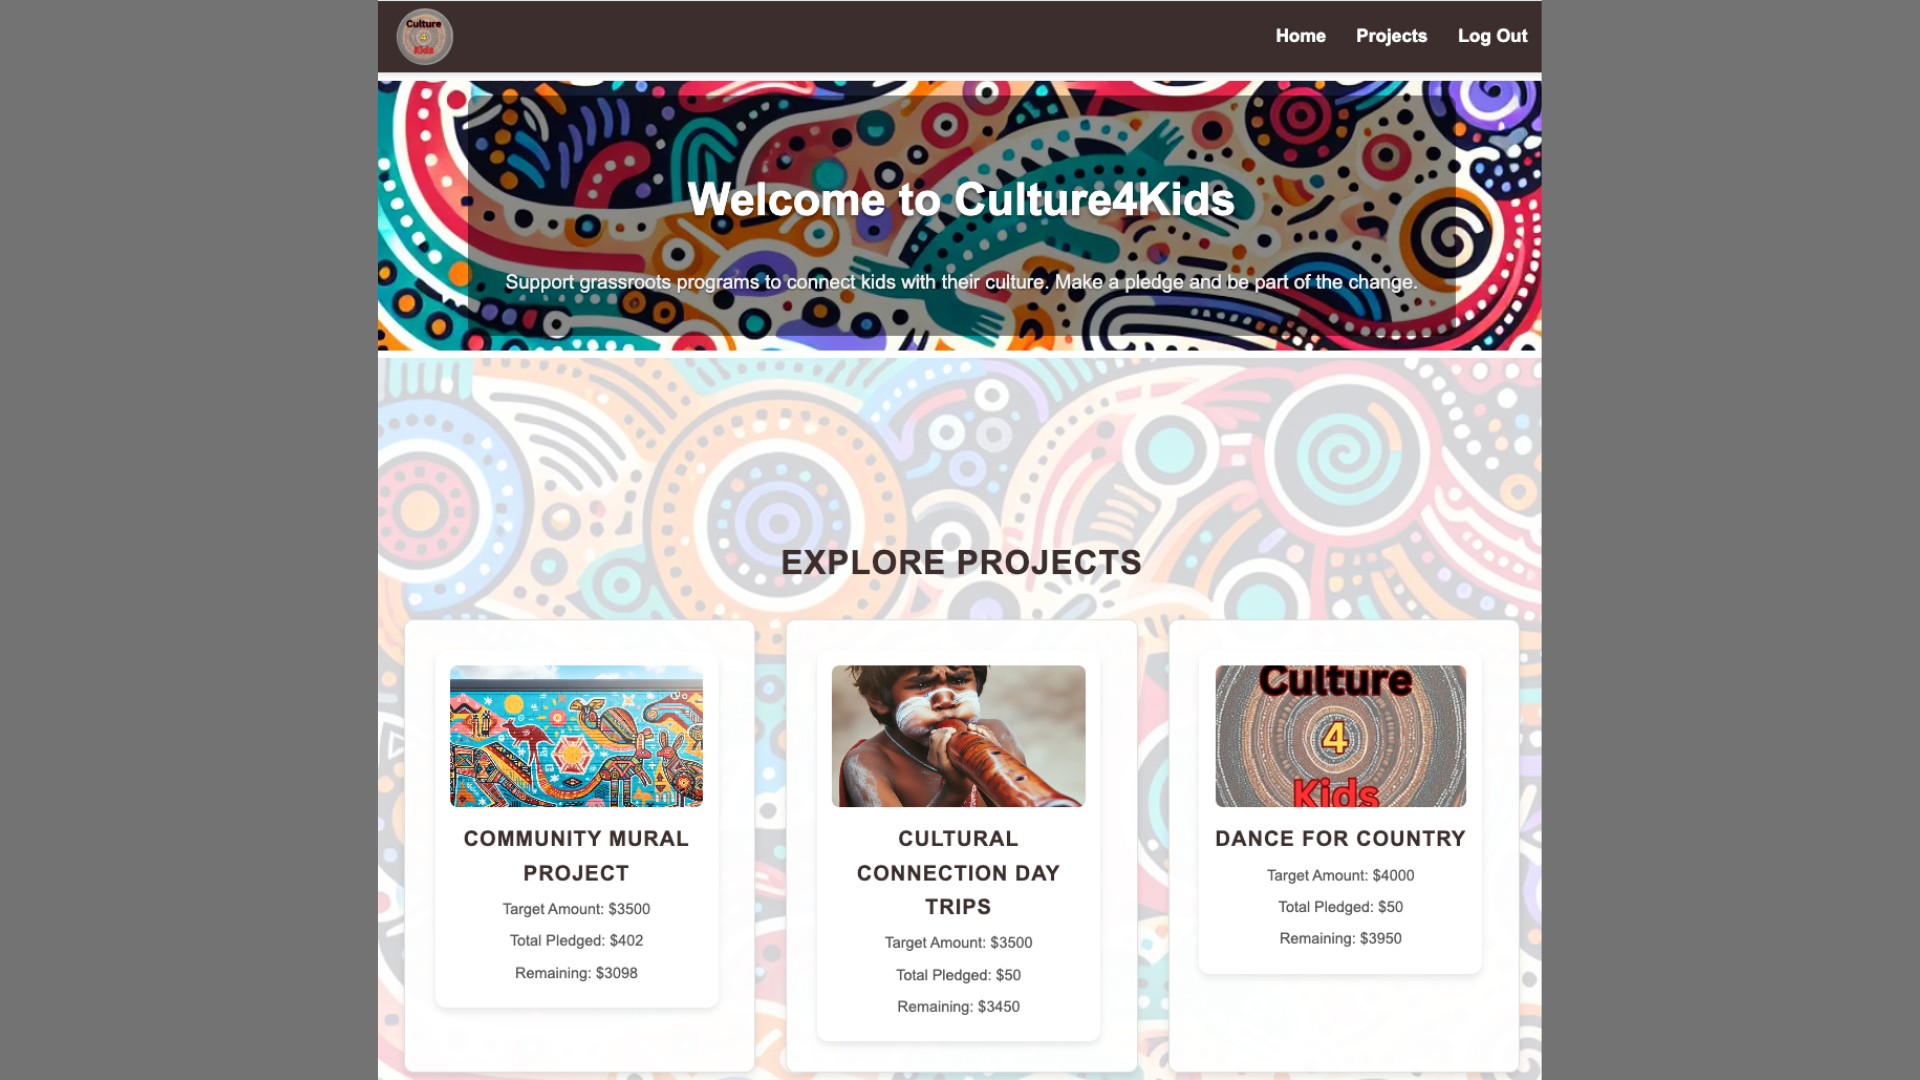 Culture
4
Kids
Home Projects Log Out
Welcome to Culture4Kids
Support grassroots programs to connect kids with their culture. Make a pledge and be part of the change.
EXPLORE PROJECTS
COMMUNITY MURAL
PROJECT
Target Amount: $3500
Total Pledged: $402
Remaining: $3098
CULTURAL
CONNECTION DAY
TRIPS
Target Amount: $3500
Total Pledged: $50
Remaining: $3450
Culture
4
Kids
DANCE FOR COUNTRY
Target Amount: $4000
Total Pledged: $50
Remaining: $3950